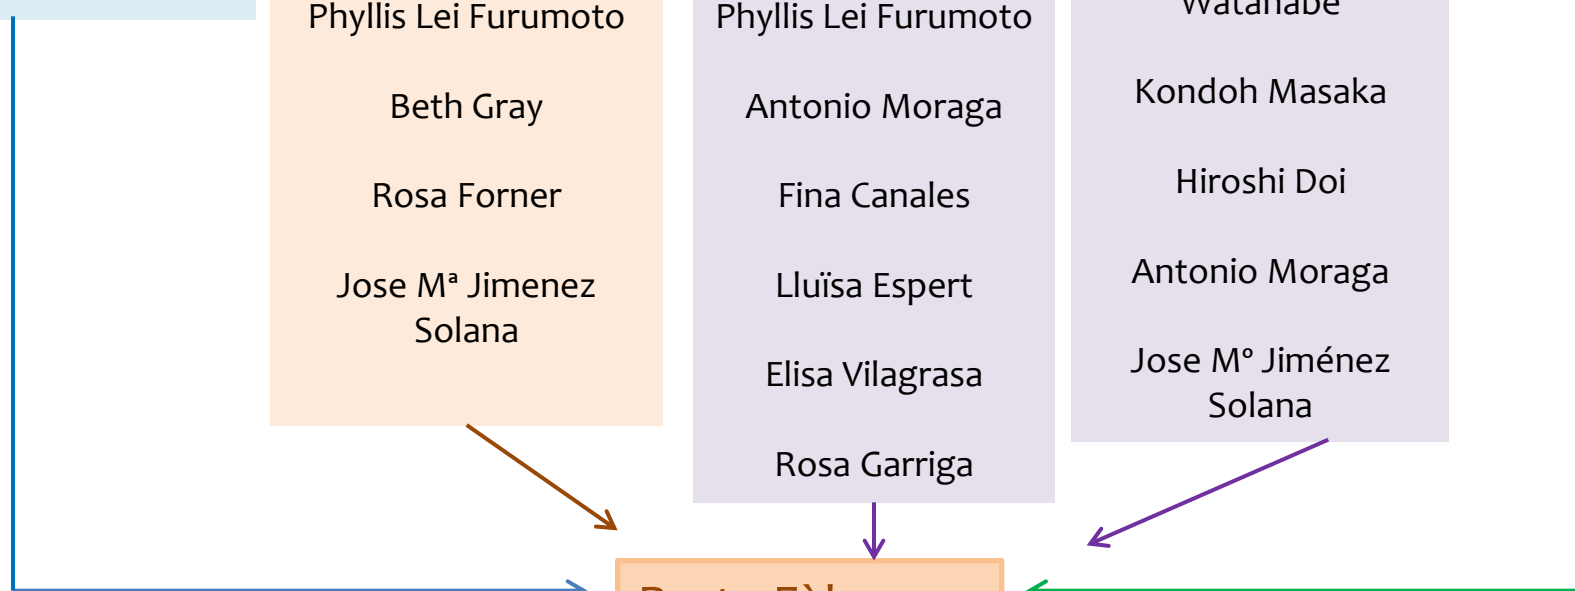 Phyllis Lei Furumoto
Beth Gray
Rosa Forner
Jose Mª Jimenez
Solana
Phyllis Lei Furumoto
Antonio Moraga
Fina Canales
Lluïsa Espert
Elisa Vilagrasa
Rosa Garriga
Watanabe
Kondoh Masaka
Hiroshi Doi
Antonio Moraga
Jose Mº Jiménez
Solana